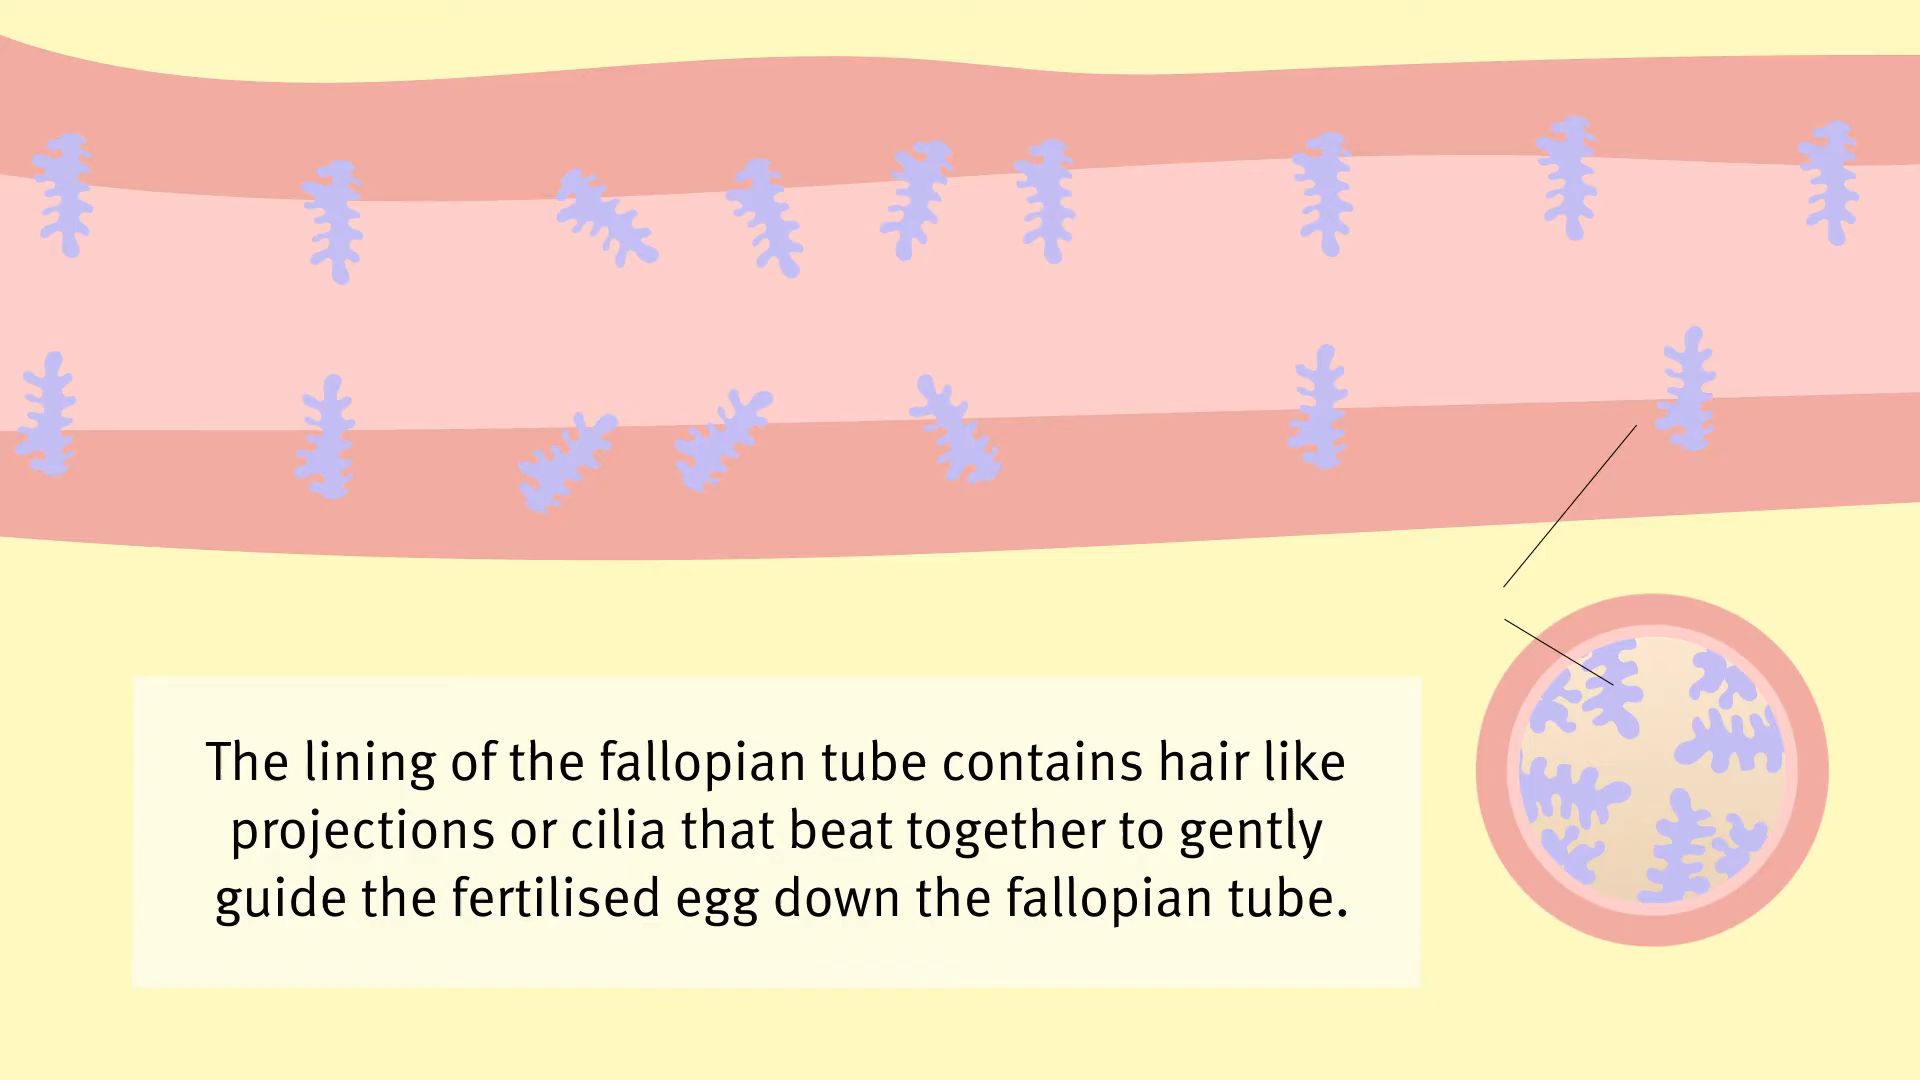 The lining of the fallopian tube contains hair like
projections or cilia that beat together to gently
guide the fertilised egg down the fallopian tube.